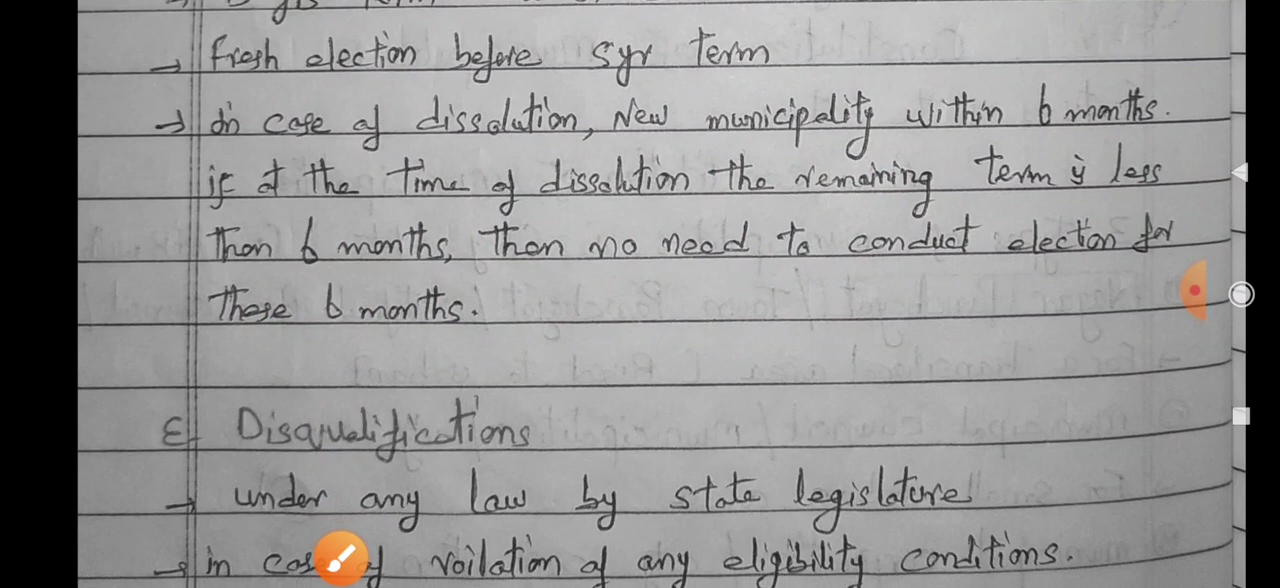 → fresh election before 5yr term
→ in case of dissolution, New municipality within 6 months.
if at the time of dissolution the remaining term is less
than 6 months, then no need to conduct election for
these 6 months.
E) Disqualifications
→ under any law by state legislature
→ in case of voilation of any eligibility conditions.